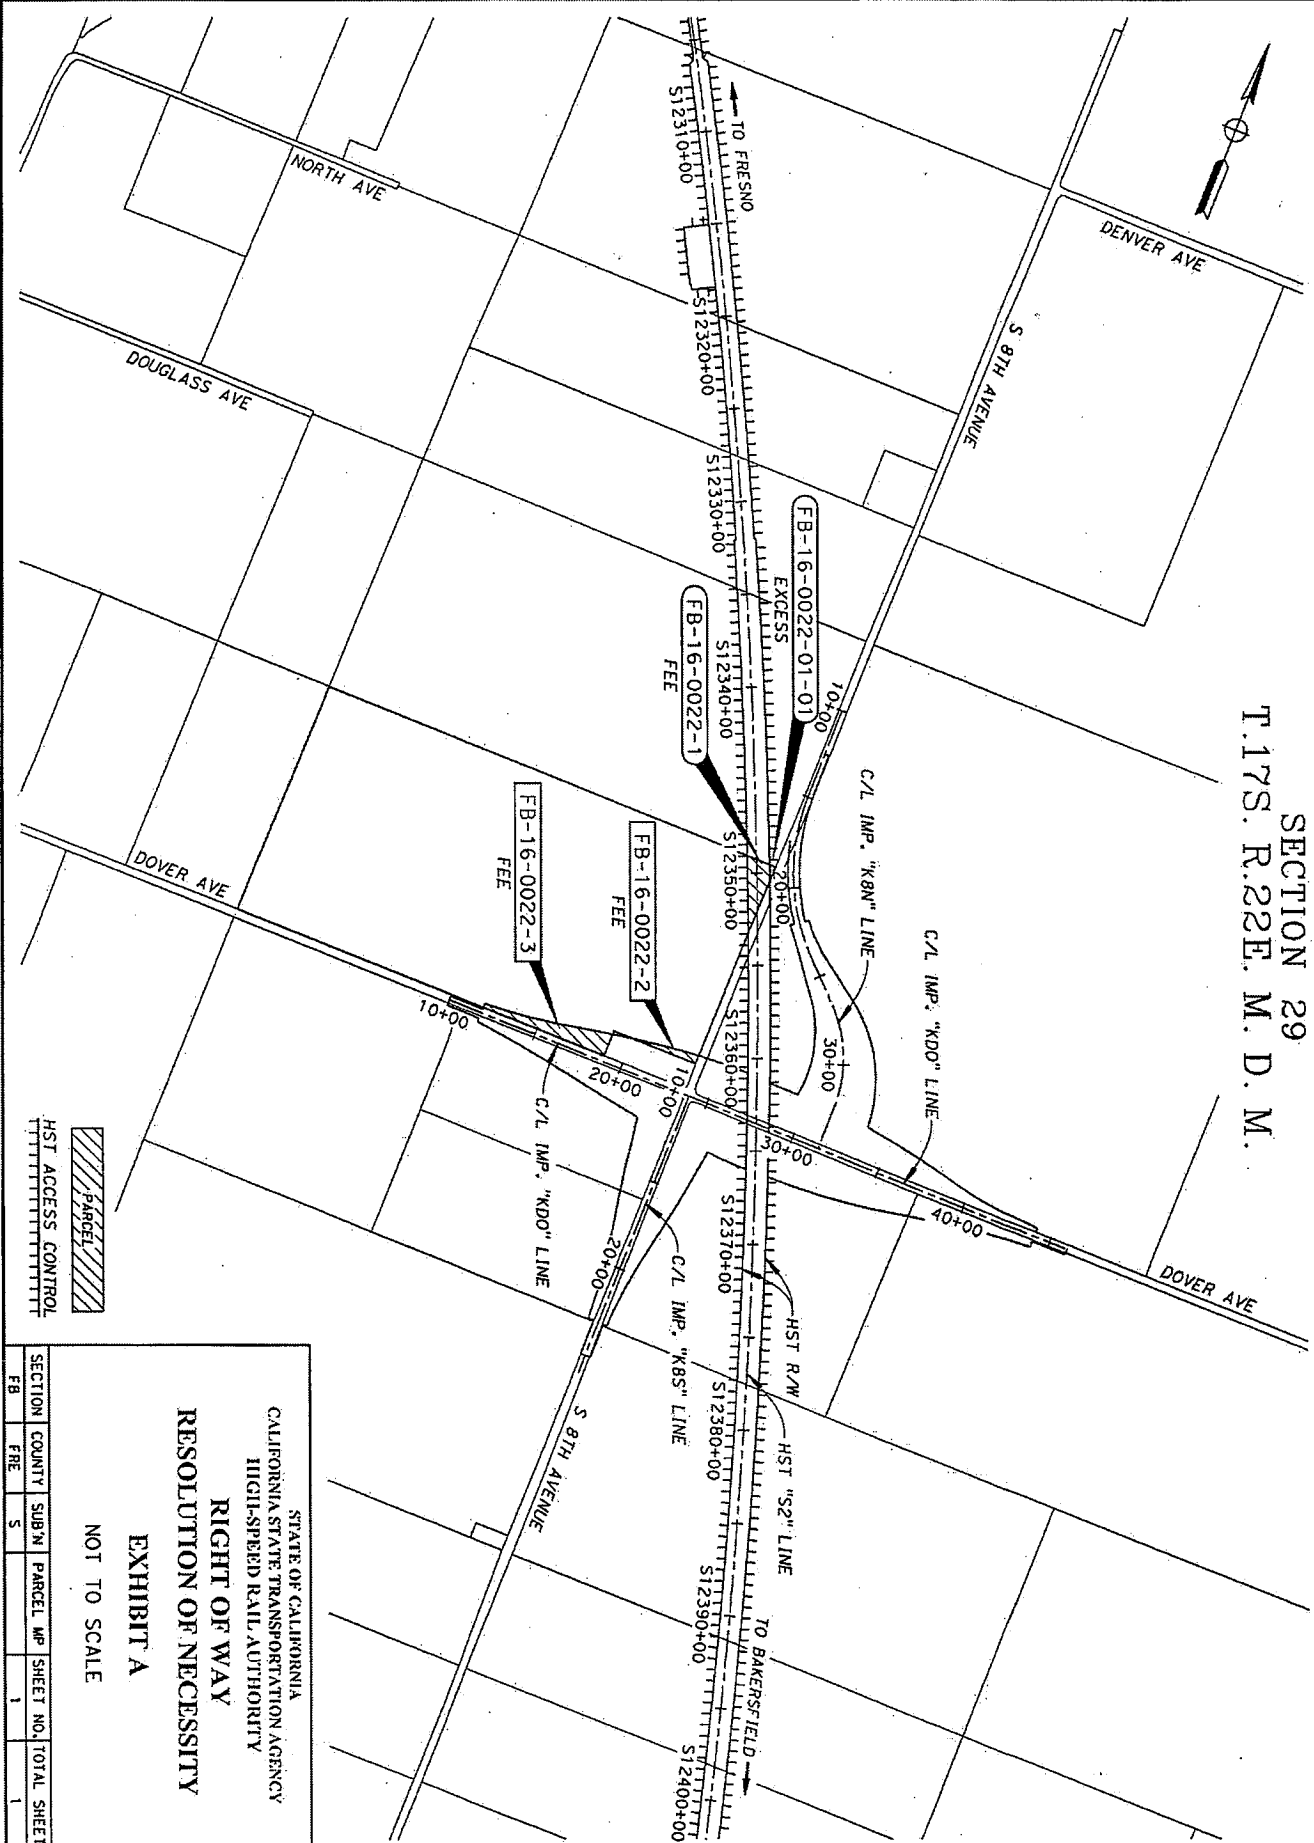 SECTION 29
T.17S. R.22E. M. D. M.
DENVER AVE
S 8TH AVENUE
NORTH AVE
DOUGLASS AVE
TO FRESNO
S12310+00
S12320+00
S12330+00
S12340+00
S12350+00
S12360+00
S12370+00
S12380+00
S12390+00
S12400+00
FB-16-0022-01-01
EXCESS
FB-16-0022-1
FEE
FB-16-0022-2
FEE
FB-16-0022-3
FEE
10+00
20+00
30+00
C/L IMP. "K8N" LINE
C/L IMP. "KDO" LINE
10+00
20+00
30+00
40+00
DOVER AVE
DOVER AVE
C/L IMP. "KDO" LINE
10+00
20+00
C/L IMP. "K8S" LINE
HST R/W
HST "S2" LINE
S 8TH AVENUE
TO BAKERSFIELD
PARCEL
HST ACCESS CONTROL
STATE OF CALIFORNIA
CALIFORNIA STATE TRANSPORTATION AGENCY
HIGH-SPEED RAIL AUTHORITY
RIGHT OF WAY
RESOLUTION OF NECESSITY
EXHIBIT A
NOT TO SCALE
SECTION COUNTY SUB'N PARCEL MP SHEET NO. TOTAL SHEET
FB FRE S 1 1